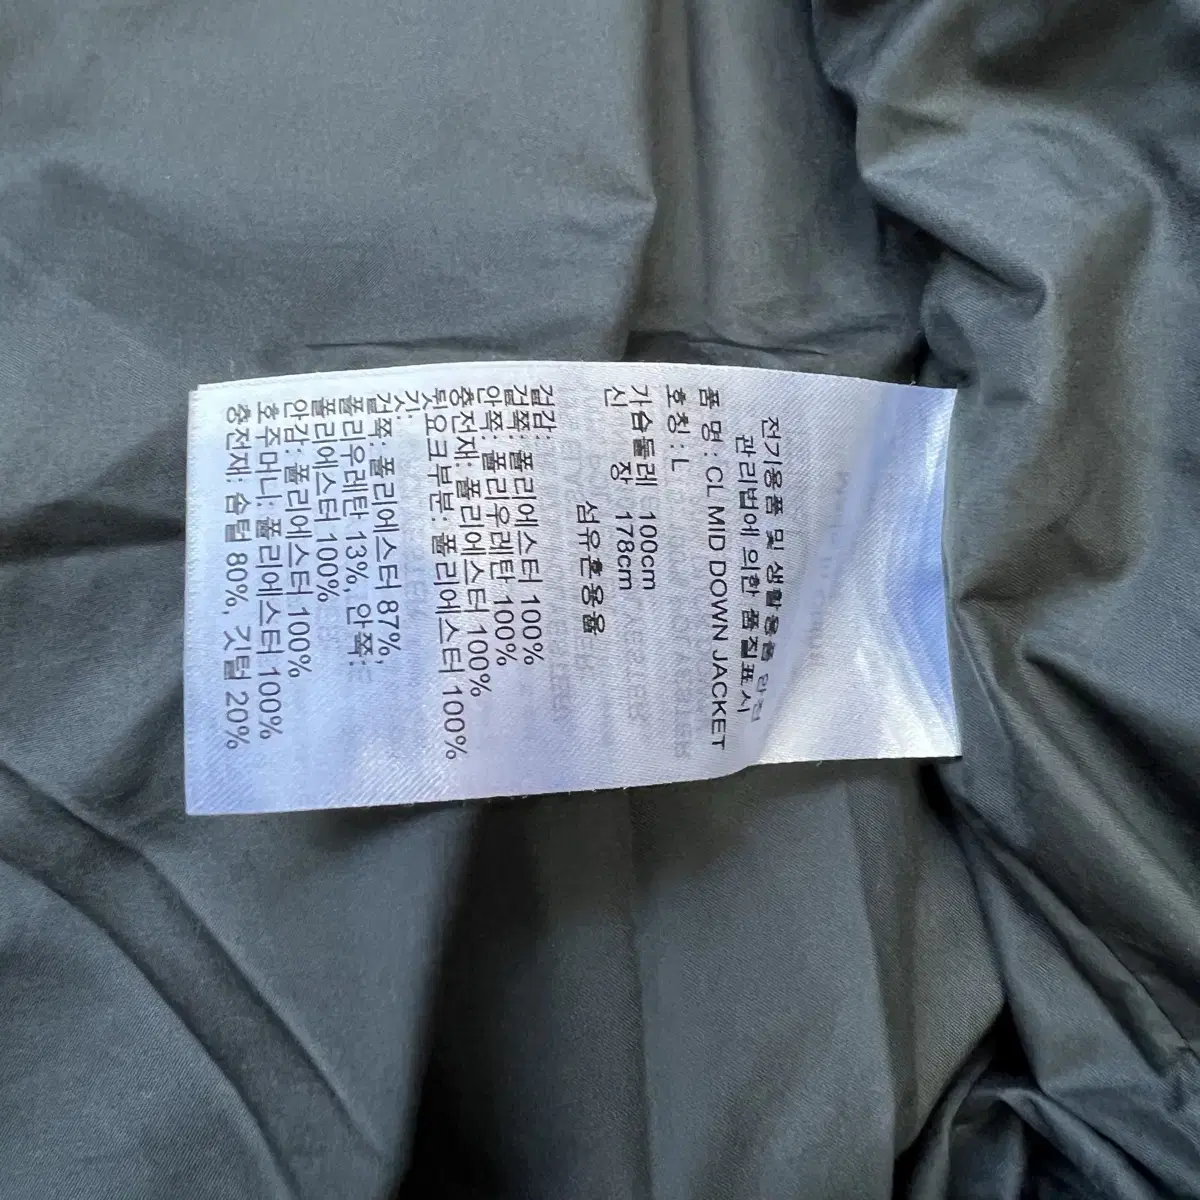 전기용품 및 생활용품 안전
관리법에 의한 품질표시
품 명 : CL MID DOWN JACKET
호칭 : L
가슴둘레 100cm
신 장 178cm
섬유혼용율
겉감:
겉쪽: 폴리에스터 100%
안쪽: 폴리우레탄 100%
충전재: 폴리에스터 100%
뒷요크부분: 폴리에스터 100%
깃:
겉쪽: 폴리에스터 87%,
폴리우레탄 13%, 안쪽:
폴리에스터 100%
안감: 폴리에스터 100%
호주머니: 폴리에스터 100%
충전재: 솜털 80%, 깃털 20%